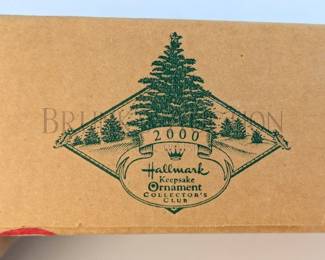 2000
Hallmark
Keepsake
Ornament
COLLECTOR'S
CLUB